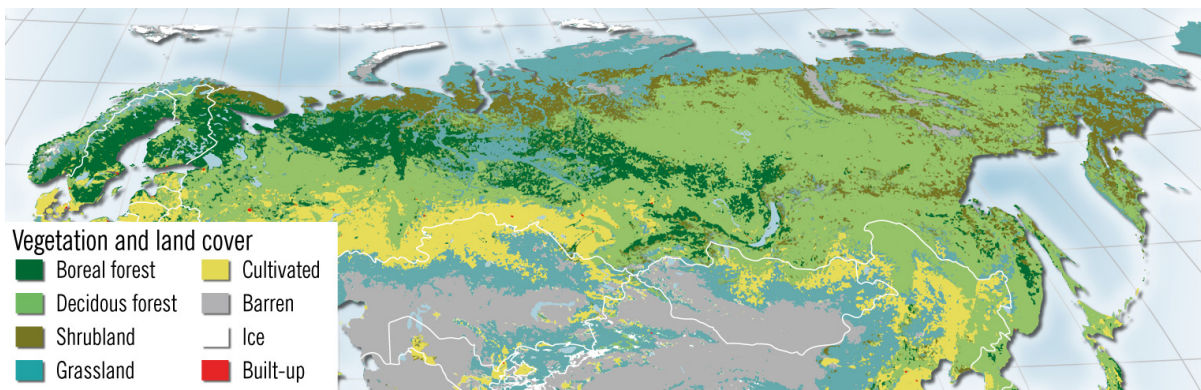 Vegetation and land cover
Boreal forest
Decidous forest
Shrubland
Grassland
Cultivated
Barren
Ice
Built-up